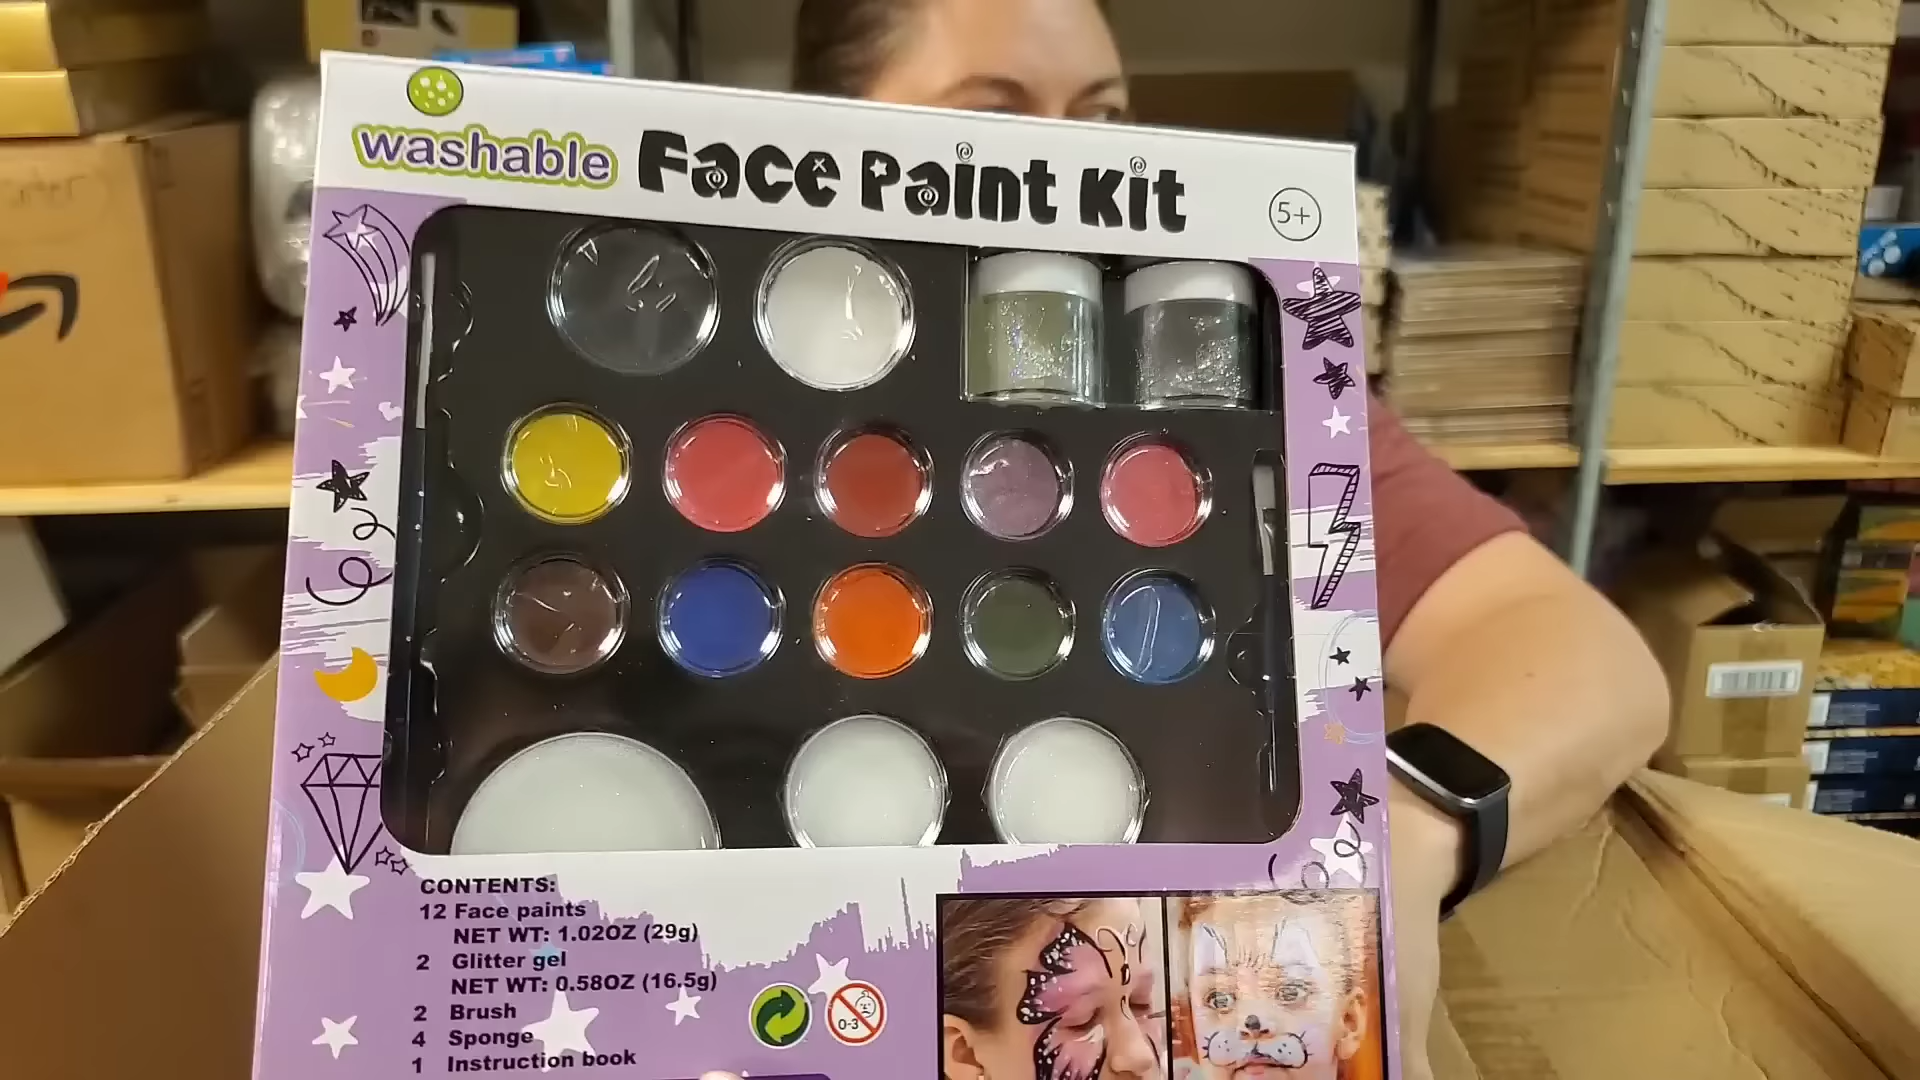 washable Face Paint Kit
5+
CONTENTS:
12 Face paints
NET WT: 1.02OZ (29g)
2 Glitter gel
NET WT: 0.58OZ (16.5g)
2 Brush
4 Sponge
1 Instruction book
0-3